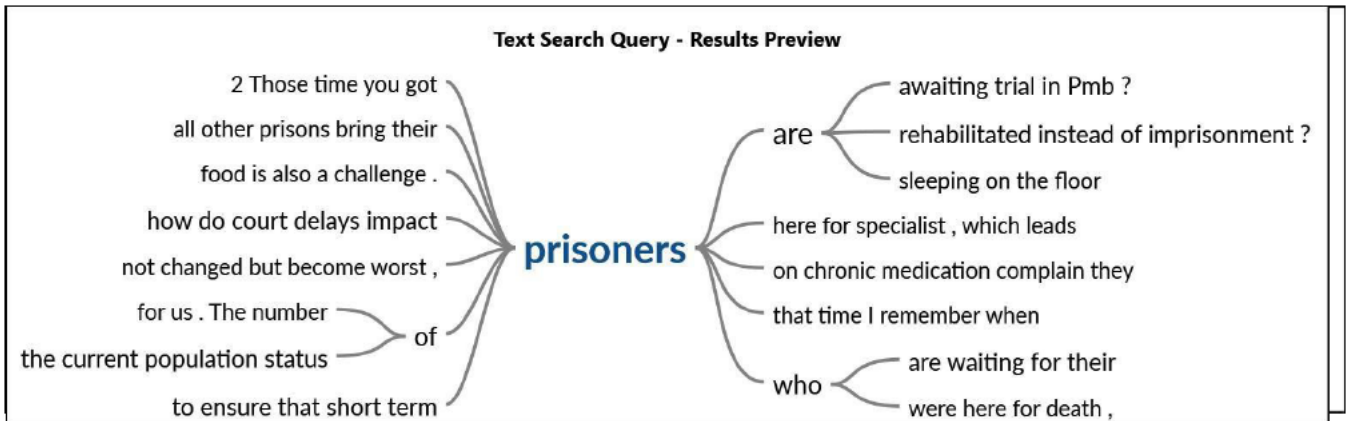 Text Search Query - Results Preview
2 Those time you got
all other prisons bring their
food is also a challenge .
how do court delays impact
not changed but become worst ,
for us . The number
the current population status
of
to ensure that short term
prisoners
are
awaiting trial in Pmb ?
rehabilitated instead of imprisonment ?
sleeping on the floor
here for specialist , which leads
on chronic medication complain they
that time I remember when
who
are waiting for their
were here for death ,